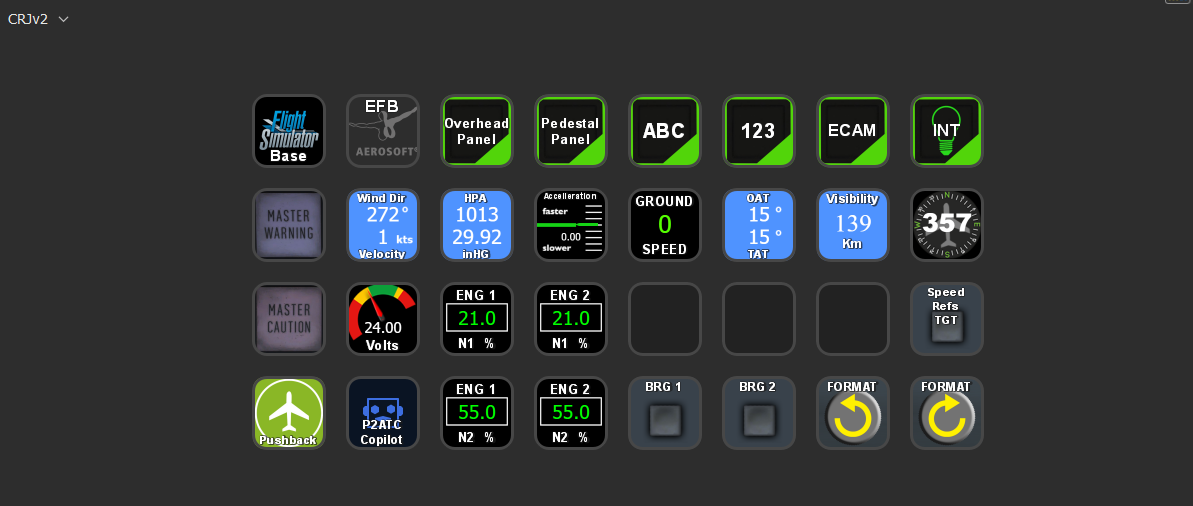 CRJv2
Flight Simulator Base
EFB AEROSOFT
Overhead Panel
Pedestal Panel
ABC
123
ECAM
INT
MASTER WARNING
Wind Dir 272° 1 kts Velocity
HPA 1013 29.92 inHG
Accelleration faster 0.00 slower
GROUND 0 SPEED
OAT 15 ° 15 ° TAT
Visibility 139 Km
N E S W 357
MASTER CAUTION
24.00 Volts
ENG 1 21.0 N1 %
ENG 2 21.0 N1 %
Speed Refs TGT
Pushback
P2ATC Copilot
ENG 1 55.0 N2 %
ENG 2 55.0 N2 %
BRG 1
BRG 2
FORMAT
FORMAT